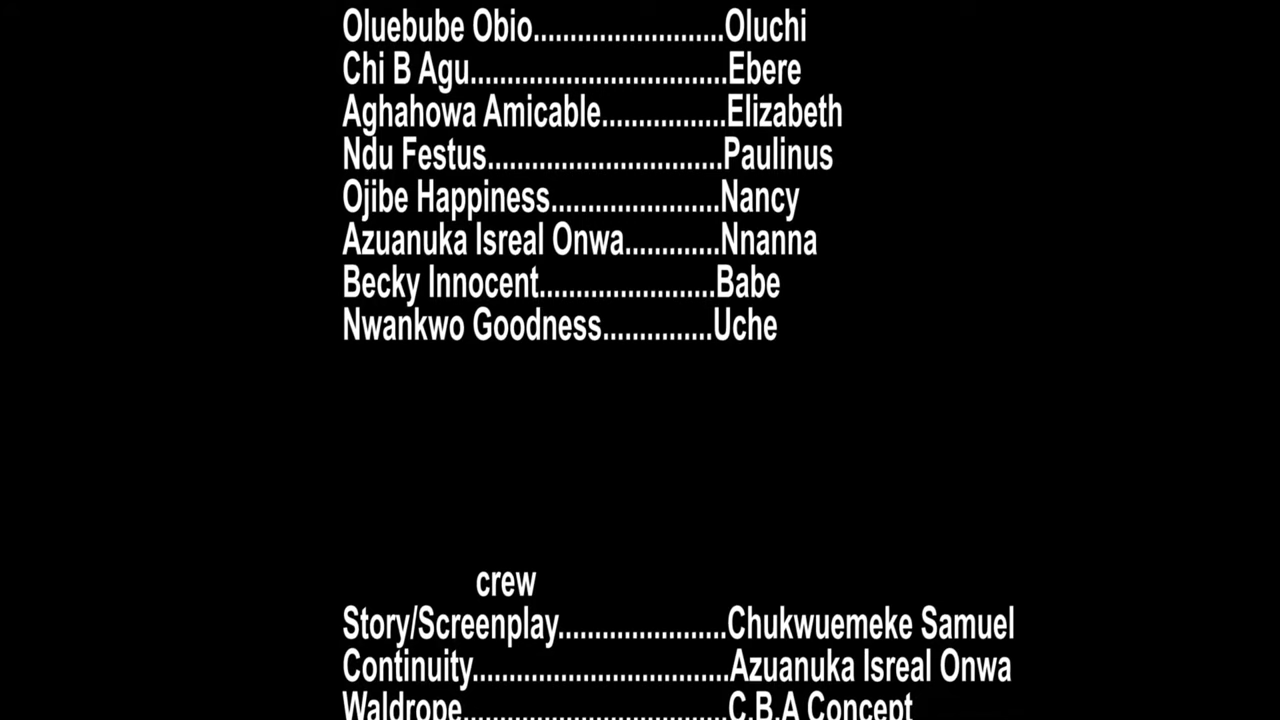 Oluebube Obio..........................Oluchi
Chi B Agu...................................Ebere
Aghahowa Amicable.................Elizabeth
Ndu Festus................................Paulinus
Ojibe Happiness.......................Nancy
Azuanuka Isreal Onwa.............Nnanna
Becky Innocent........................Babe
Nwankwo Goodness...............Uche
crew
Story/Screenplay.......................Chukwuemeke Samuel
Continuity...................................Azuanuka Isreal Onwa
Waldrope....................................C.B.A Concept